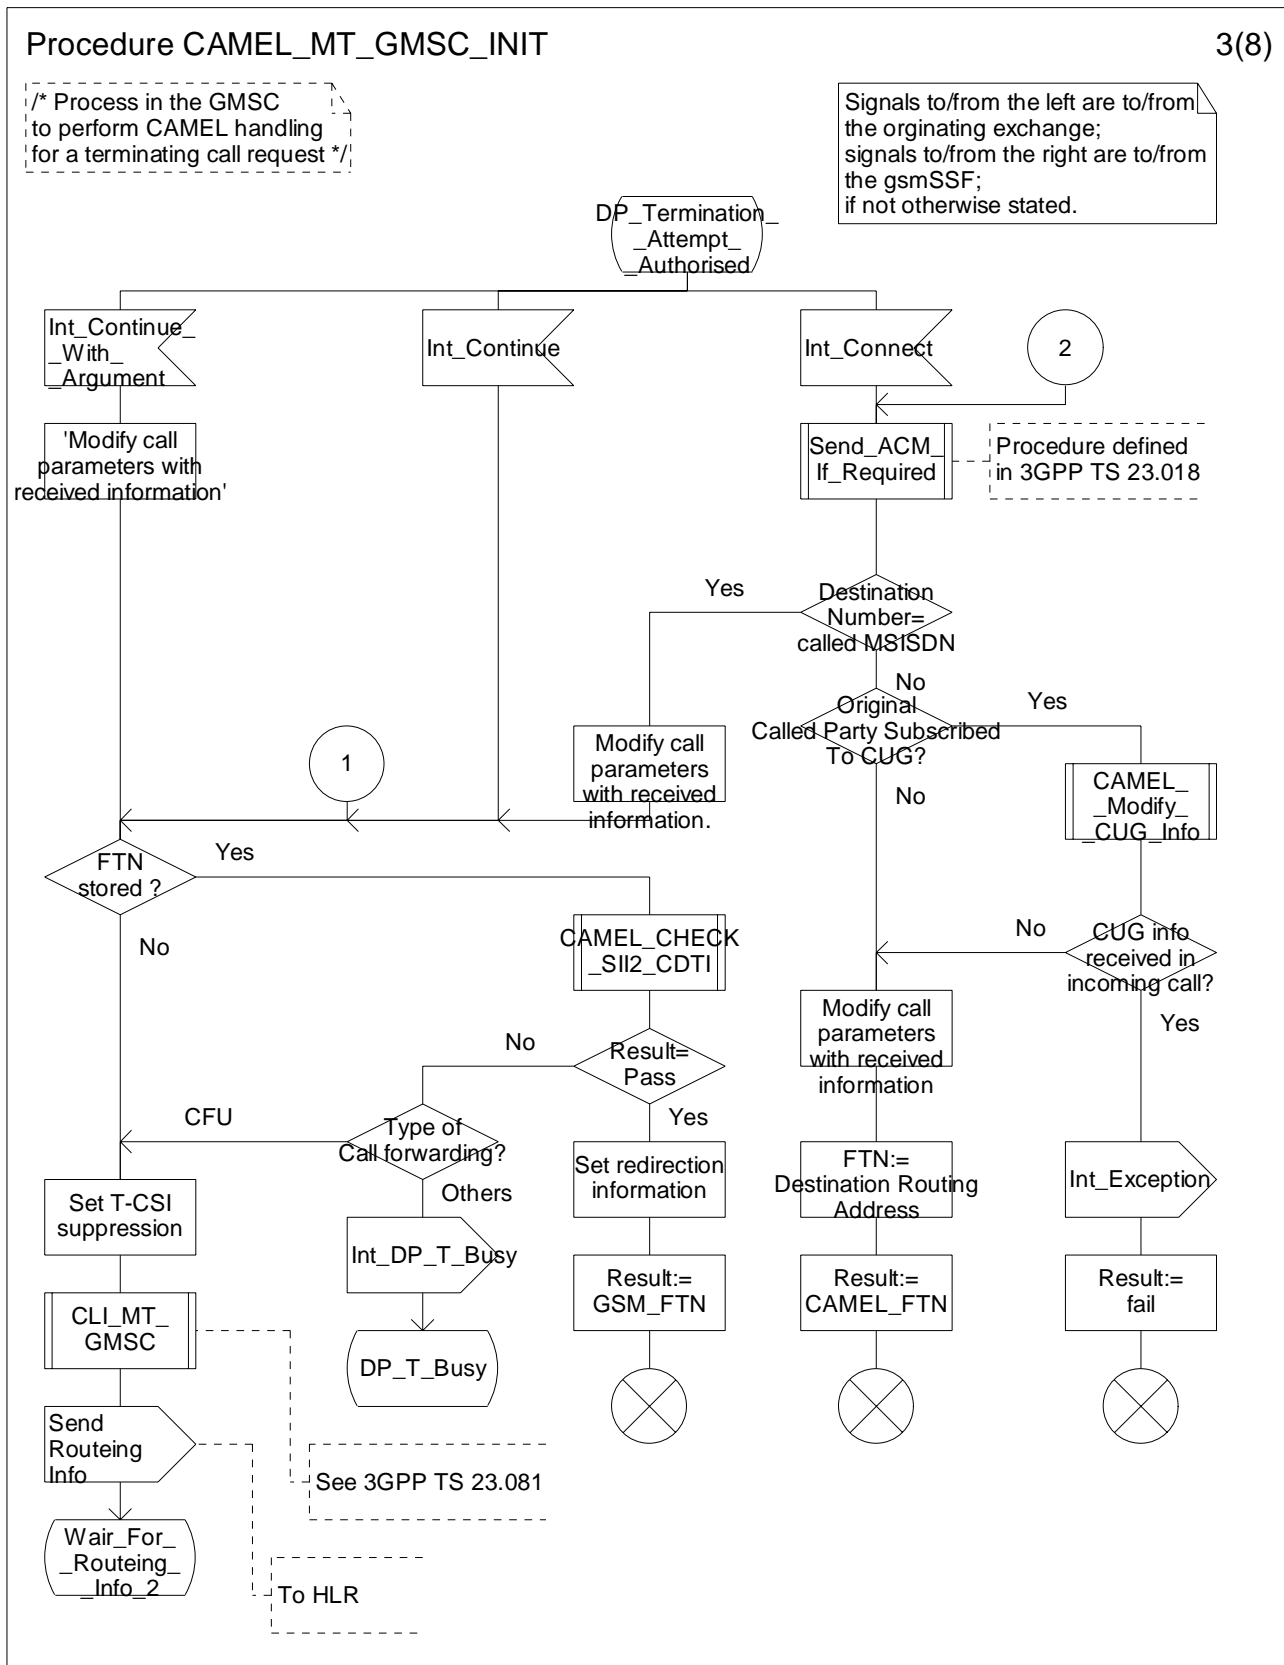 Procedure CAMEL_MT_GMSC_INIT
3(8)
/* Process in the GMSC
to perform CAMEL handling
for a terminating call request */
Signals to/from the left are to/from
the orginating exchange;
signals to/from the right are to/from
the gsmSSF;
if not otherwise stated.
DP_Termination_
_Attempt_
_Authorised
Int_Continue_
_With_
_Argument
Int_Continue
Int_Connect
2
'Modify call
parameters with
received information'
Send_ACM_
If_Required
Procedure defined
in 3GPP TS 23.018
Destination
Number=
called MSISDN
Yes
No
Original
Called Party Subscribed
To CUG?
Yes
No
Modify call
parameters
with received
information.
1
CAMEL_
_Modify_
_CUG_Info
FTN
stored ?
Yes
No
CAMEL_CHECK
_SII2_CDTI
CUG info
received in
incoming call?
No
Yes
Modify call
parameters
with received
information
Result=
Pass
No
Yes
Type of
Call forwarding?
CFU
Others
Set redirection
information
FTN:=
Destination Routing
Address
Int_Exception
Set T-CSI
suppression
Int_DP_T_Busy
Result:=
GSM_FTN
Result:=
CAMEL_FTN
Result:=
fail
CLI_MT_
GMSC
DP_T_Busy
Send
Routeing
Info
See 3GPP TS 23.081
Wair_For_
_Routeing_
_Info_2
To HLR